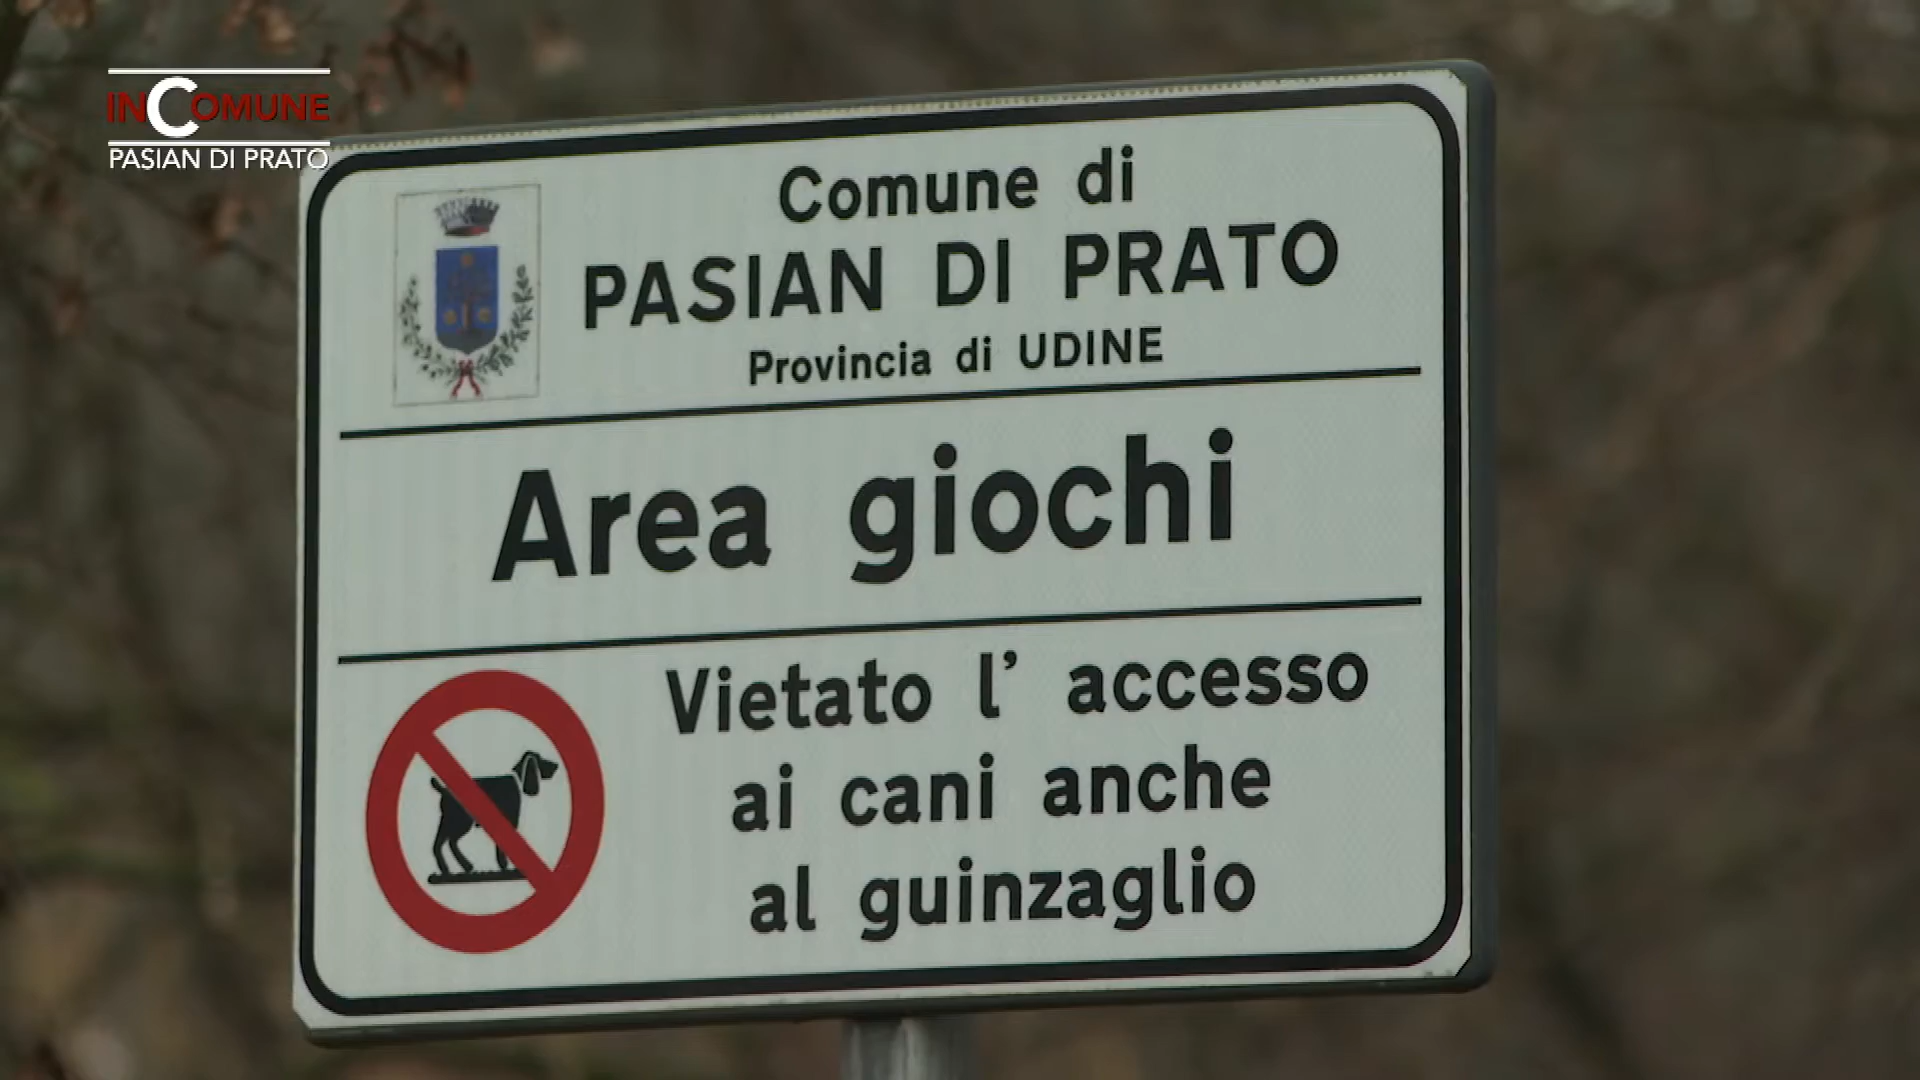 INCOMUNE
PASIAN DI PRATO
Comune di
PASIAN DI PRATO
Provincia di UDINE
Area giochi
Vietato l' accesso
ai cani anche
al guinzaglio